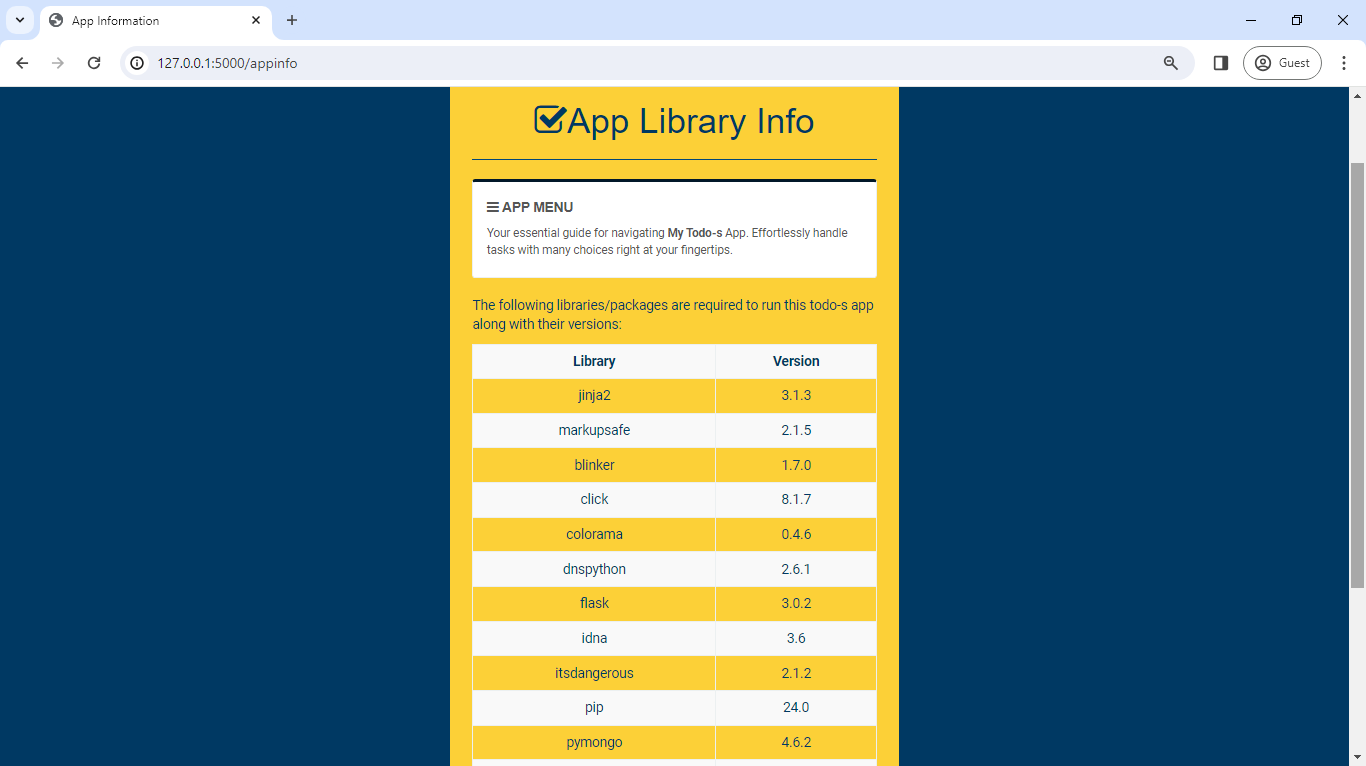 App Information
127.0.0.1:5000/appinfo
Guest
App Library Info
APP MENU
Your essential guide for navigating My Todo-s App. Effortlessly handle
tasks with many choices right at your fingertips.
The following libraries/packages are required to run this todo-s app
along with their versions:
Library Version
jinja2 3.1.3
markupsafe 2.1.5
blinker 1.7.0
click 8.1.7
colorama 0.4.6
dnspython 2.6.1
flask 3.0.2
idna 3.6
itsdangerous 2.1.2
pip 24.0
pymongo 4.6.2